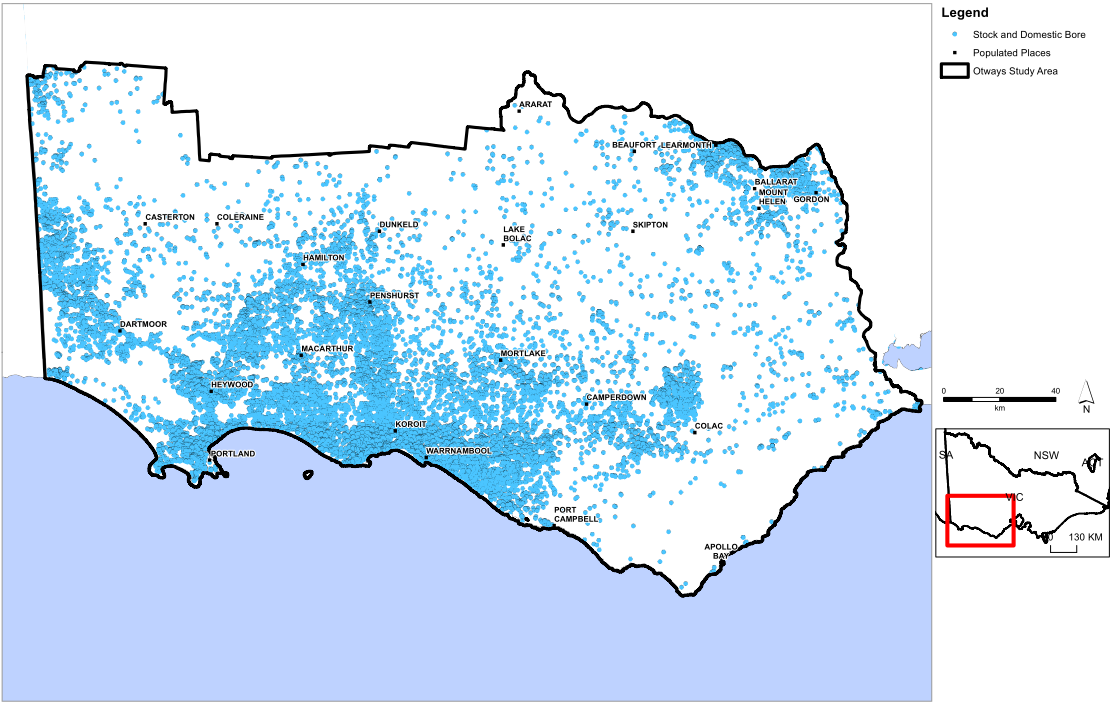 Legend
Stock and Domestic Bore
Populated Places
Otways Study Area
ARARAT
BEAUFORT
LEARMONTH
BALLARAT
MOUNT
HELEN
GORDON
CASTERTON
COLERAINE
DUNKELD
LAKE
BOLAC
SKIPTON
HAMILTON
PENSHURST
DARTMOOR
MACARTHUR
MORTLAKE
HEYWOOD
CAMPERDOWN
KOROIT
COLAC
PORTLAND
WARRNAMBOOL
PORT
CAMPBELL
APOLLO
BAY
0 20 40
km
N
SA
NSW
ACT
VIC
0 130 KM